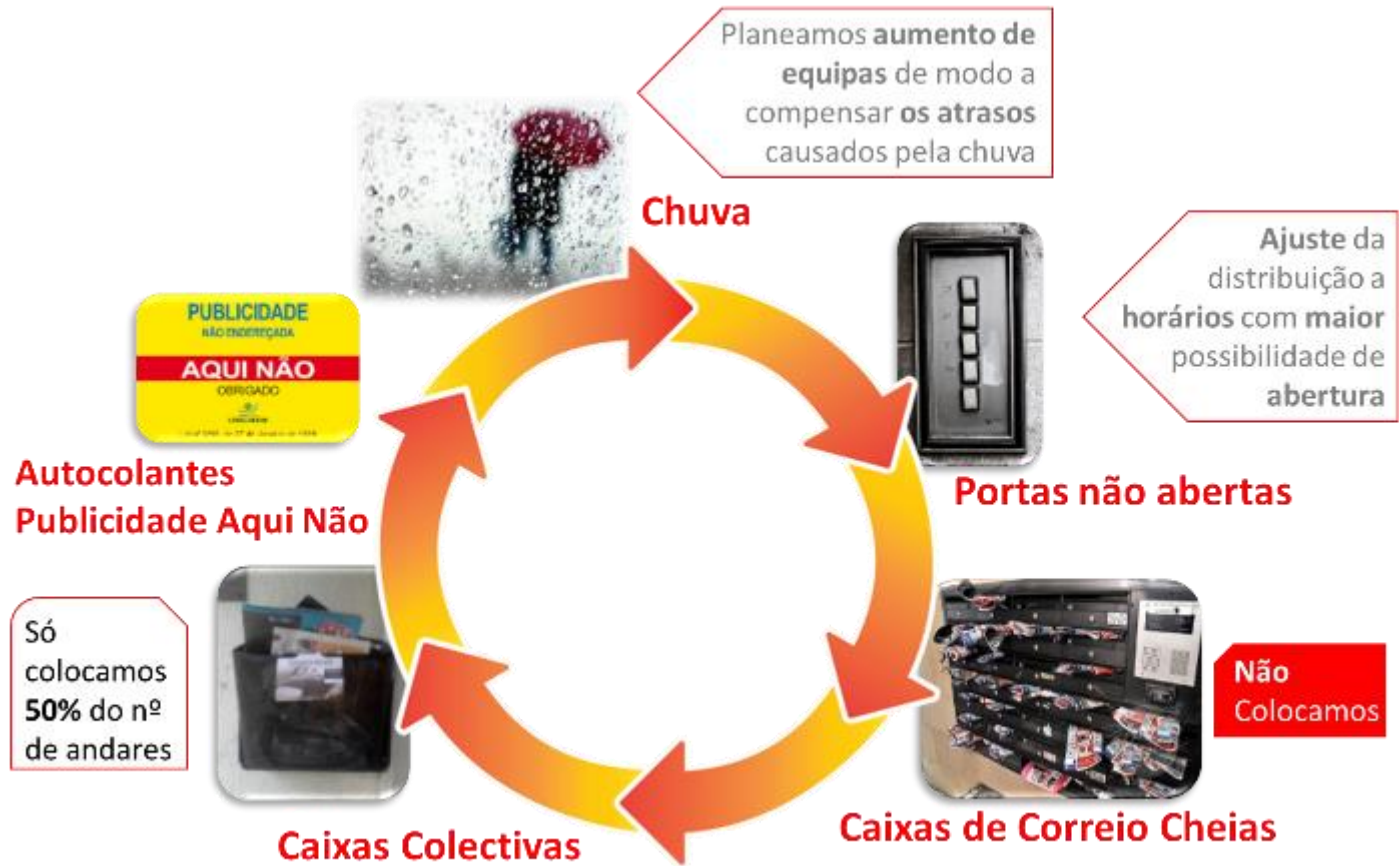 Planeamos aumento de
equipas de modo a
compensar os atrasos
causados pela chuva
Chuva
Ajuste da
distribuição a
horários com maior
possibilidade de
abertura
Portas não abertas
PUBLICIDADE
NÃO ENDEREÇADA
AQUI NÃO
OBRIGADO
Autocolantes
Publicidade Aqui Não
Só
colocamos
50% do nº
de andares
Não
Colocamos
Caixas Colectivas
Caixas de Correio Cheias